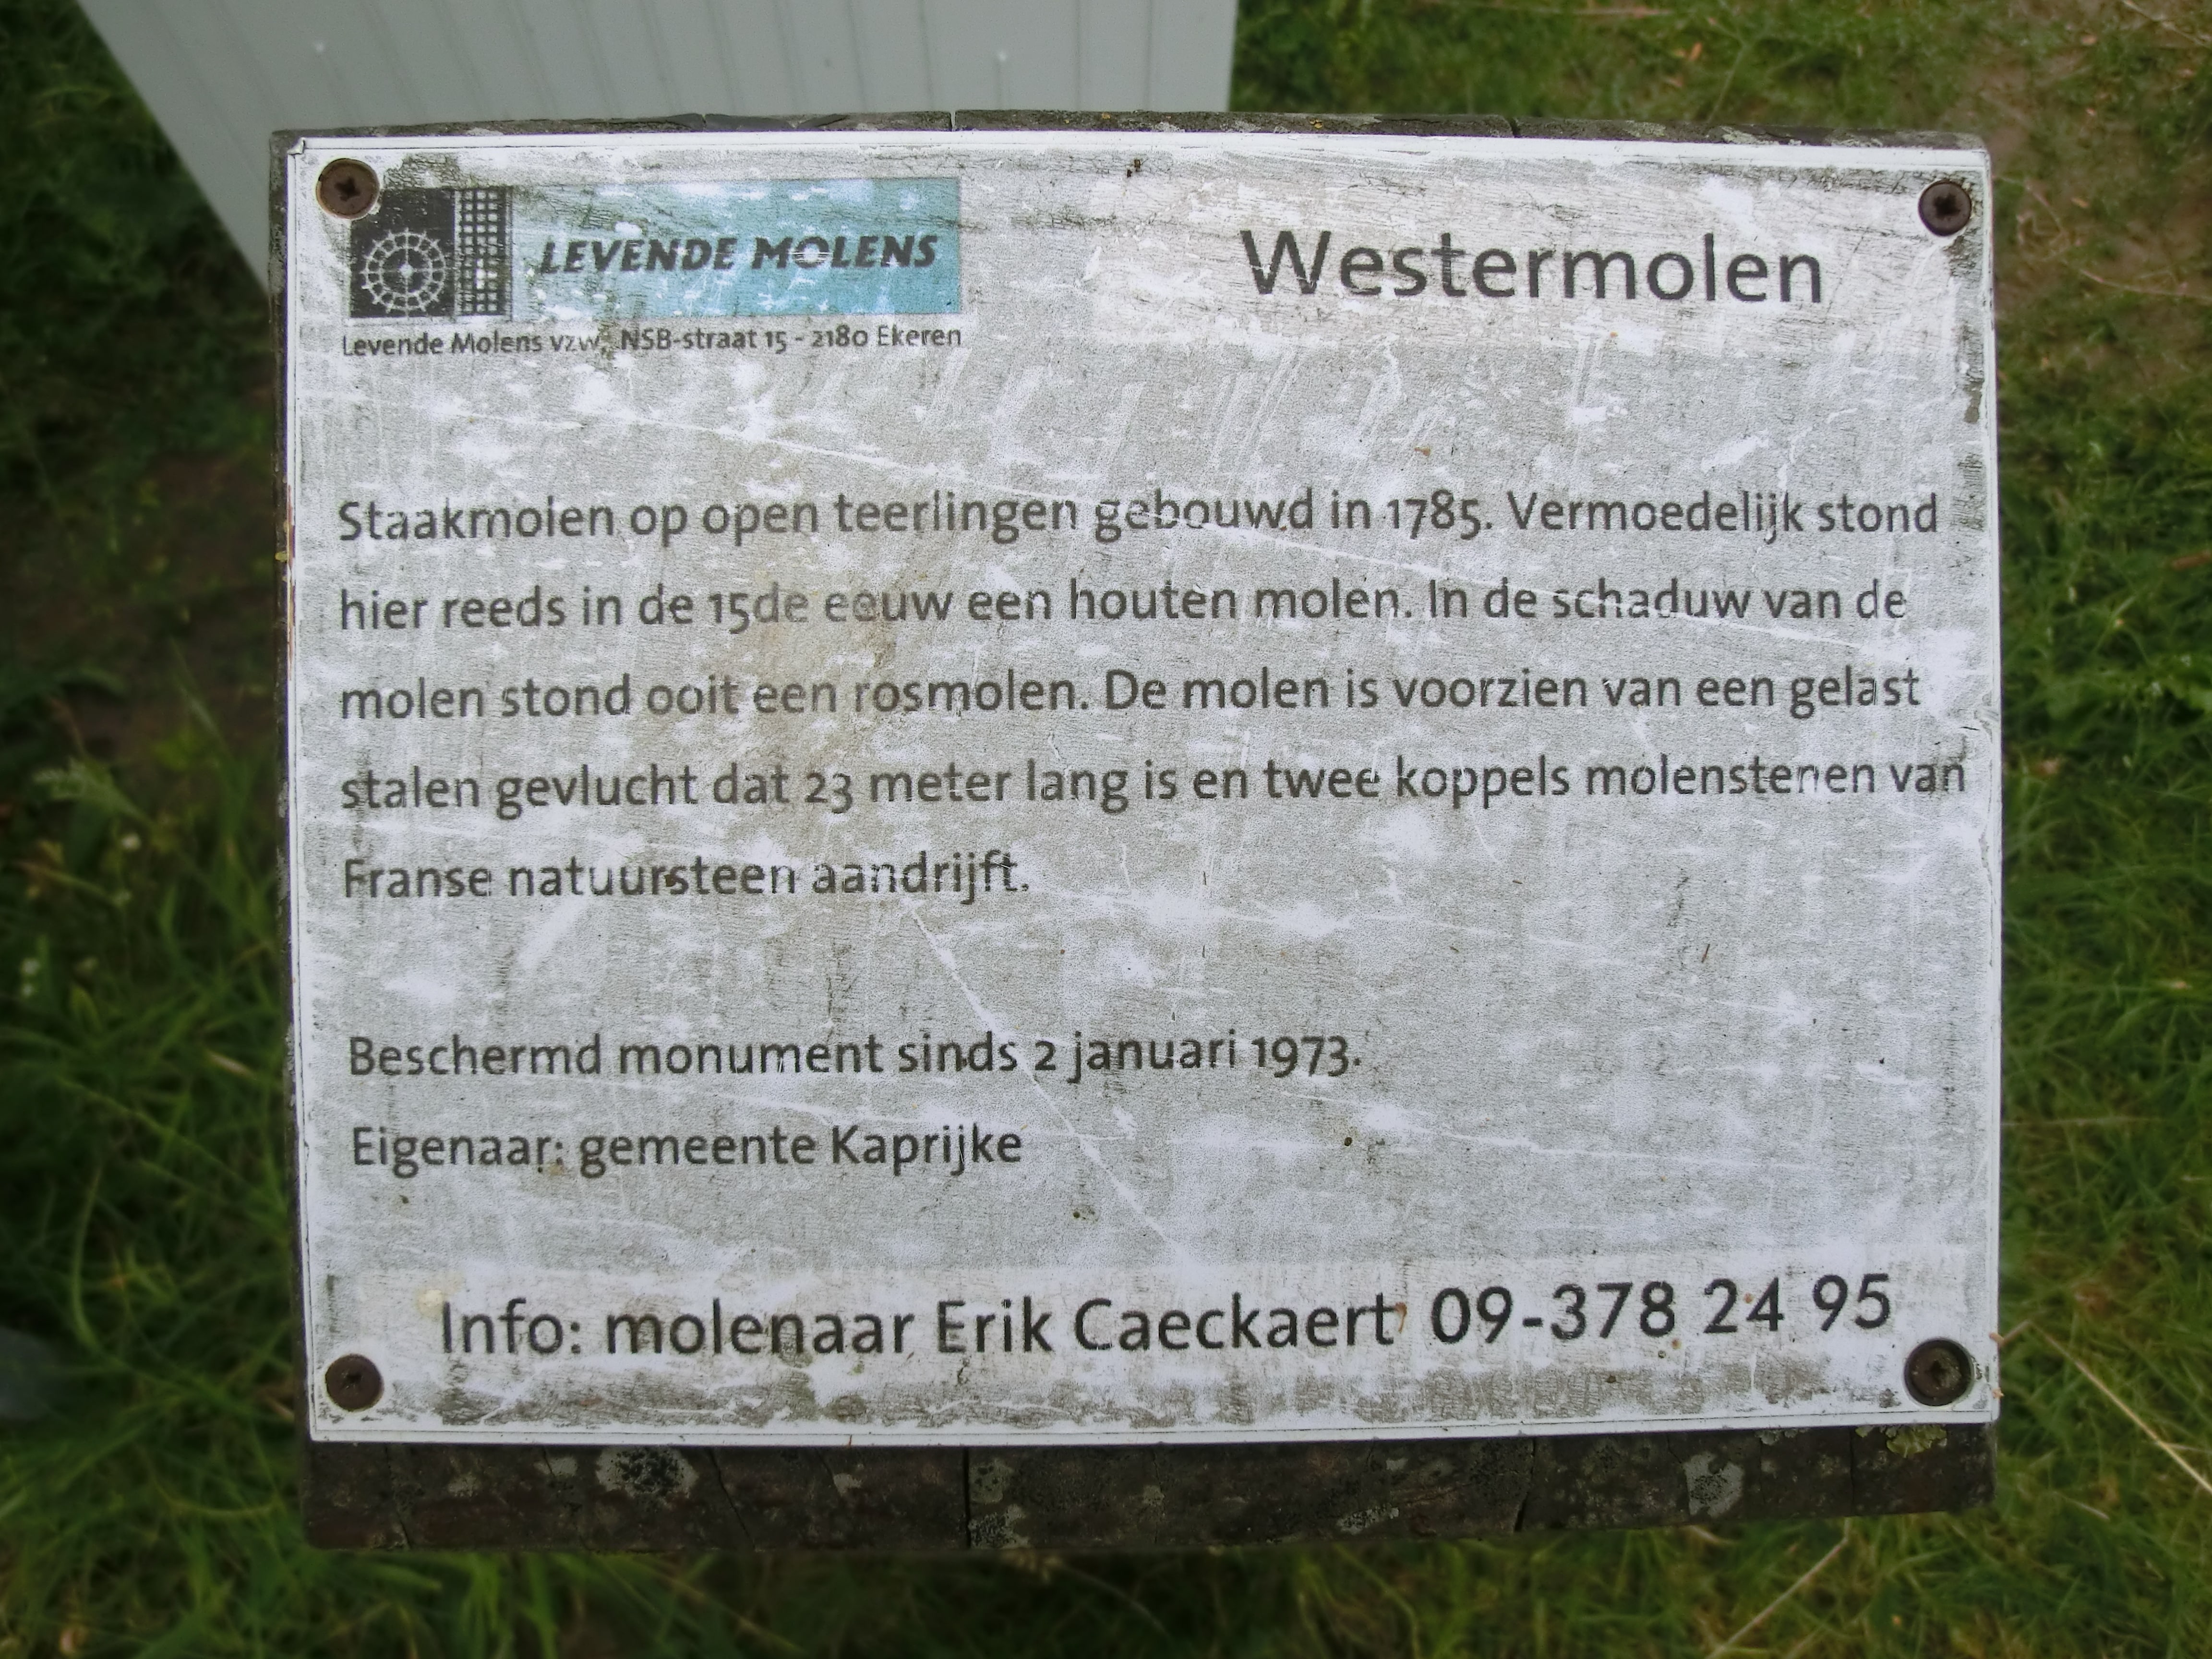 LEVENDE MOLENS
Westermolen
Levende Molens vzw, NSB-straat 15 - 2180 Ekeren
Staakmolen op open teerlingen gebouwd in 1785. Vermoedelijk stond
hier reeds in de 15de eeuw een houten molen. In de schaduw van de
molen stond ooit een rosmolen. De molen is voorzien van een gelast
stalen gevlucht dat 23 meter lang is en twee koppels molenstenen van
Franse natuursteen aandrijft.
Beschermd monument sinds 2 januari 1973.
Eigenaar: gemeente Kaprijke
Info: molenaar Erik Caeckaert 09-378 24 95